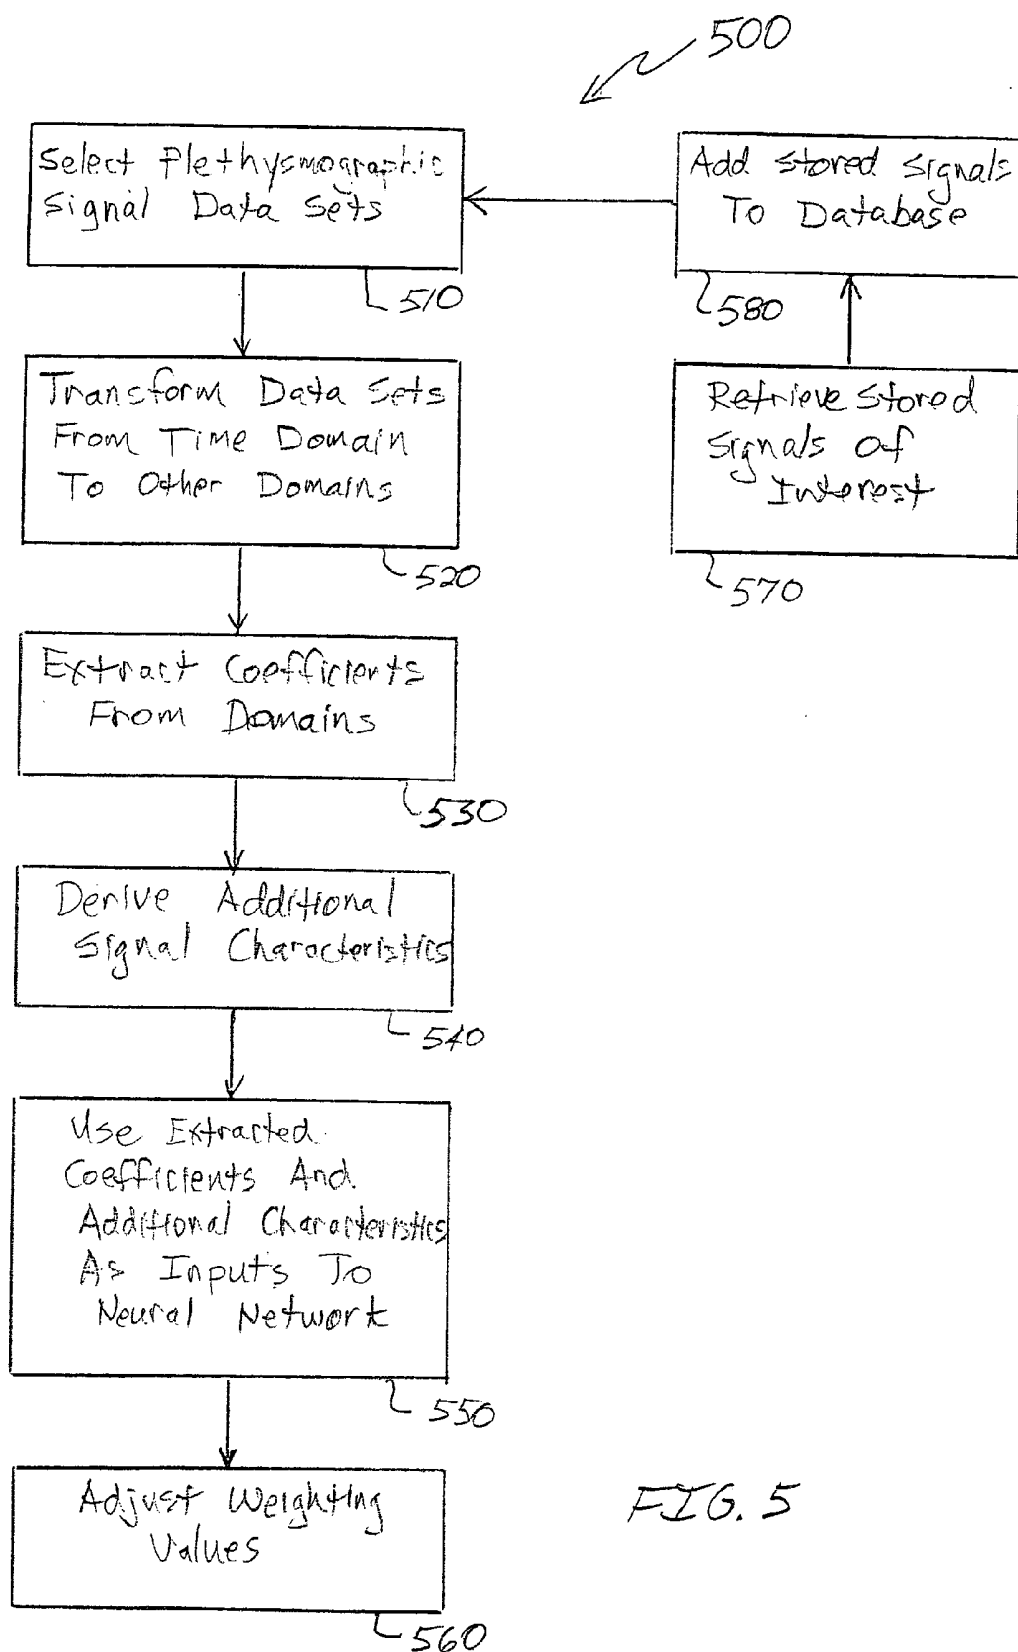 500
Select Plethysmographic
Signal Data Sets
510
Add Stored Signals
To Database
580
Transform Data Sets
From Time Domain
To Other Domains
520
Retrieve Stored
Signals Of
Interest
570
Extract Coefficients
From Domains
530
Derive Additional
Signal Characteristics
540
Use Extracted
Coefficients And
Additional Characteristics
As Inputs To
Neural Network
550
Adjust Weighting
Values
560
FIG. 5